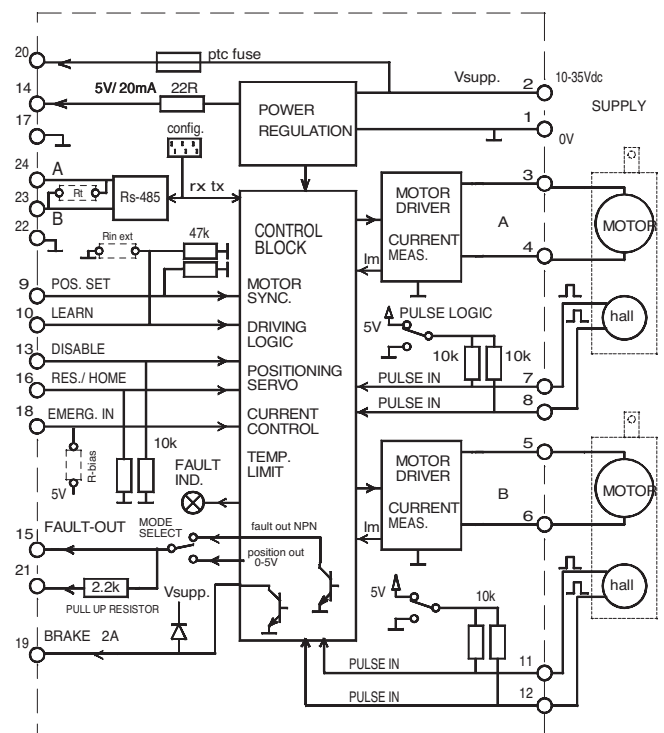 20
ptc fuse
Vsupp.
2
10-35Vdc
14
5V/ 20mA
22R
POWER
REGULATION
SUPPLY
17
1
0V
config.
24
A
Rt
Rs-485
rx tx
23
B
22
Rin ext
47k
CONTROL
BLOCK
MOTOR
DRIVER
A
3
MOTOR
CURRENT
MEAS.
Im
4
9
POS. SET
MOTOR
SYNC.
10
LEARN
DRIVING
LOGIC
5V
PULSE LOGIC
hall
13
DISABLE
POSITIONING
SERVO
10k
10k
16
RES./ HOME
PULSE IN
7
18
EMERG. IN
CURRENT
CONTROL
PULSE IN
8
R-bias
5V
10k
TEMP.
LIMIT
FAULT
IND.
MOTOR
DRIVER
B
5
MOTOR
CURRENT
MEAS.
Im
6
15
FAULT-OUT
MODE
SELECT
fault out NPN
position out
0-5V
21
2.2k
PULL UP RESISTOR
Vsupp.
5V
10k
hall
19
BRAKE 2A
PULSE IN
11
PULSE IN
12